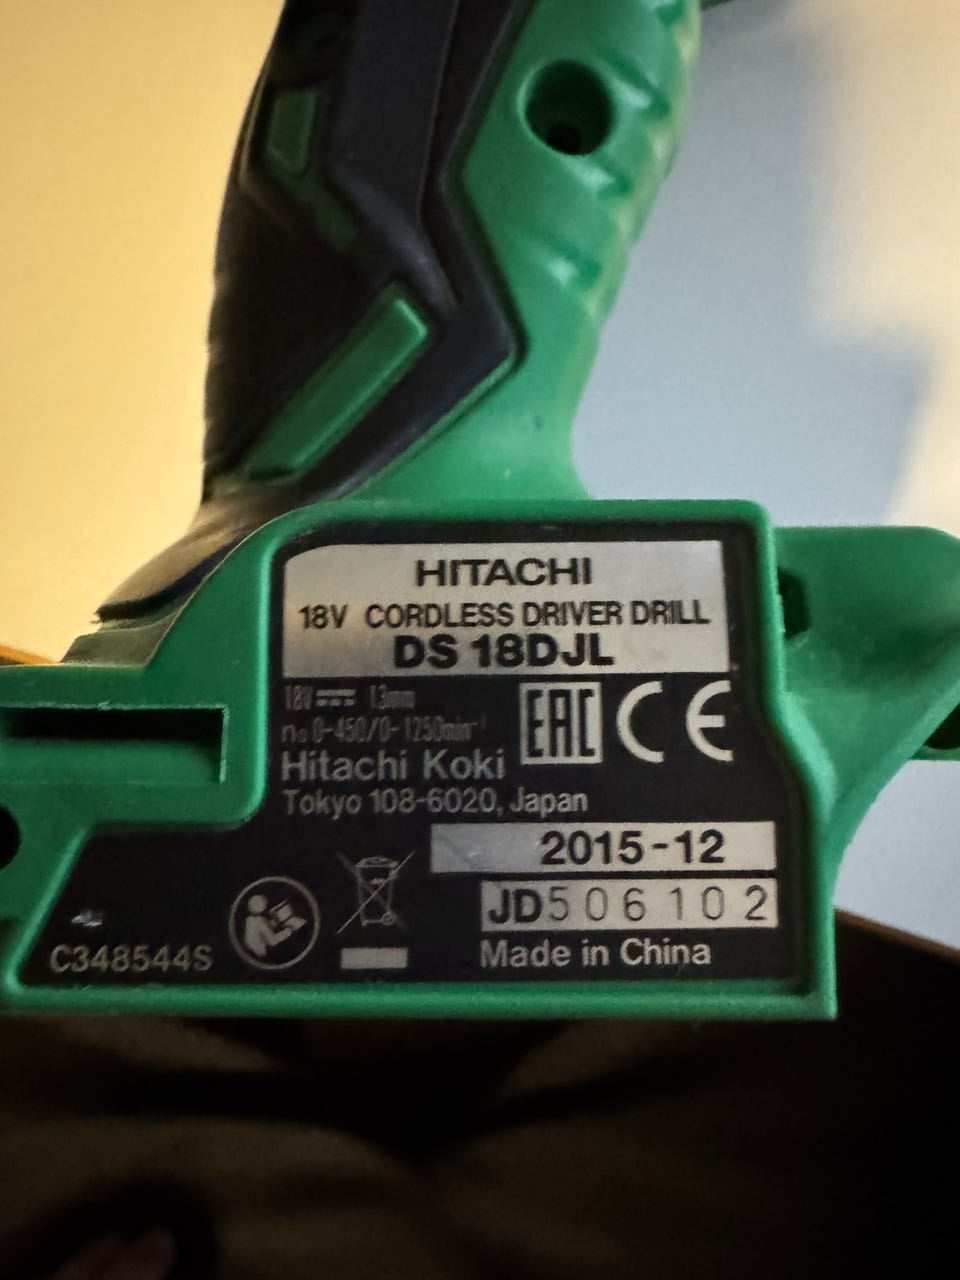 HITACHI
18V CORDLESS DRIVER DRILL
DS 18DJL
18V ⎓ 13mm
n₀ 0-450/0-1250min⁻¹
EAC CE
Hitachi Koki
Tokyo 108-6020, Japan
2015-12
JD506102
C348544S
Made in China